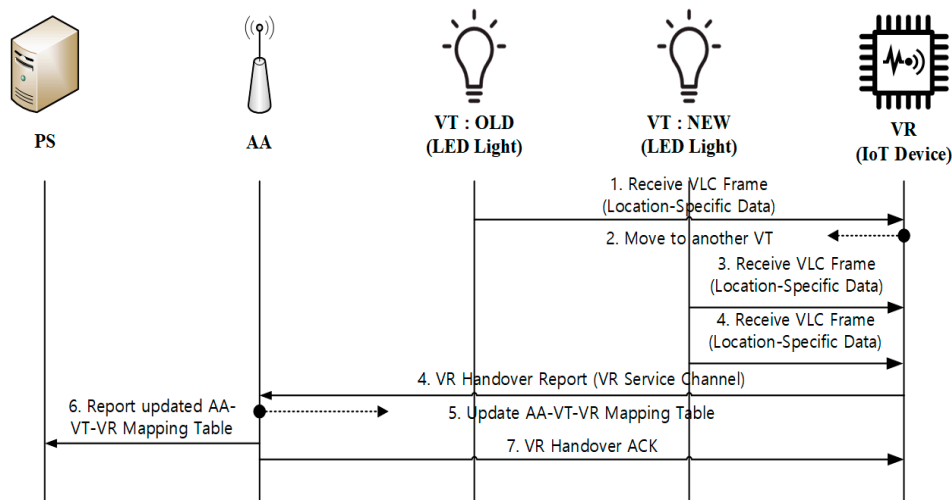 PS
AA
VT : OLD
(LED Light)
VT : NEW
(LED Light)
VR
(IoT Device)
1. Receive VLC Frame
(Location-Specific Data)
2. Move to another VT
3. Receive VLC Frame
(Location-Specific Data)
4. Receive VLC Frame
(Location-Specific Data)
4. VR Handover Report (VR Service Channel)
5. Update AA-VT-VR Mapping Table
6. Report updated AA-
VT-VR Mapping Table
7. VR Handover ACK